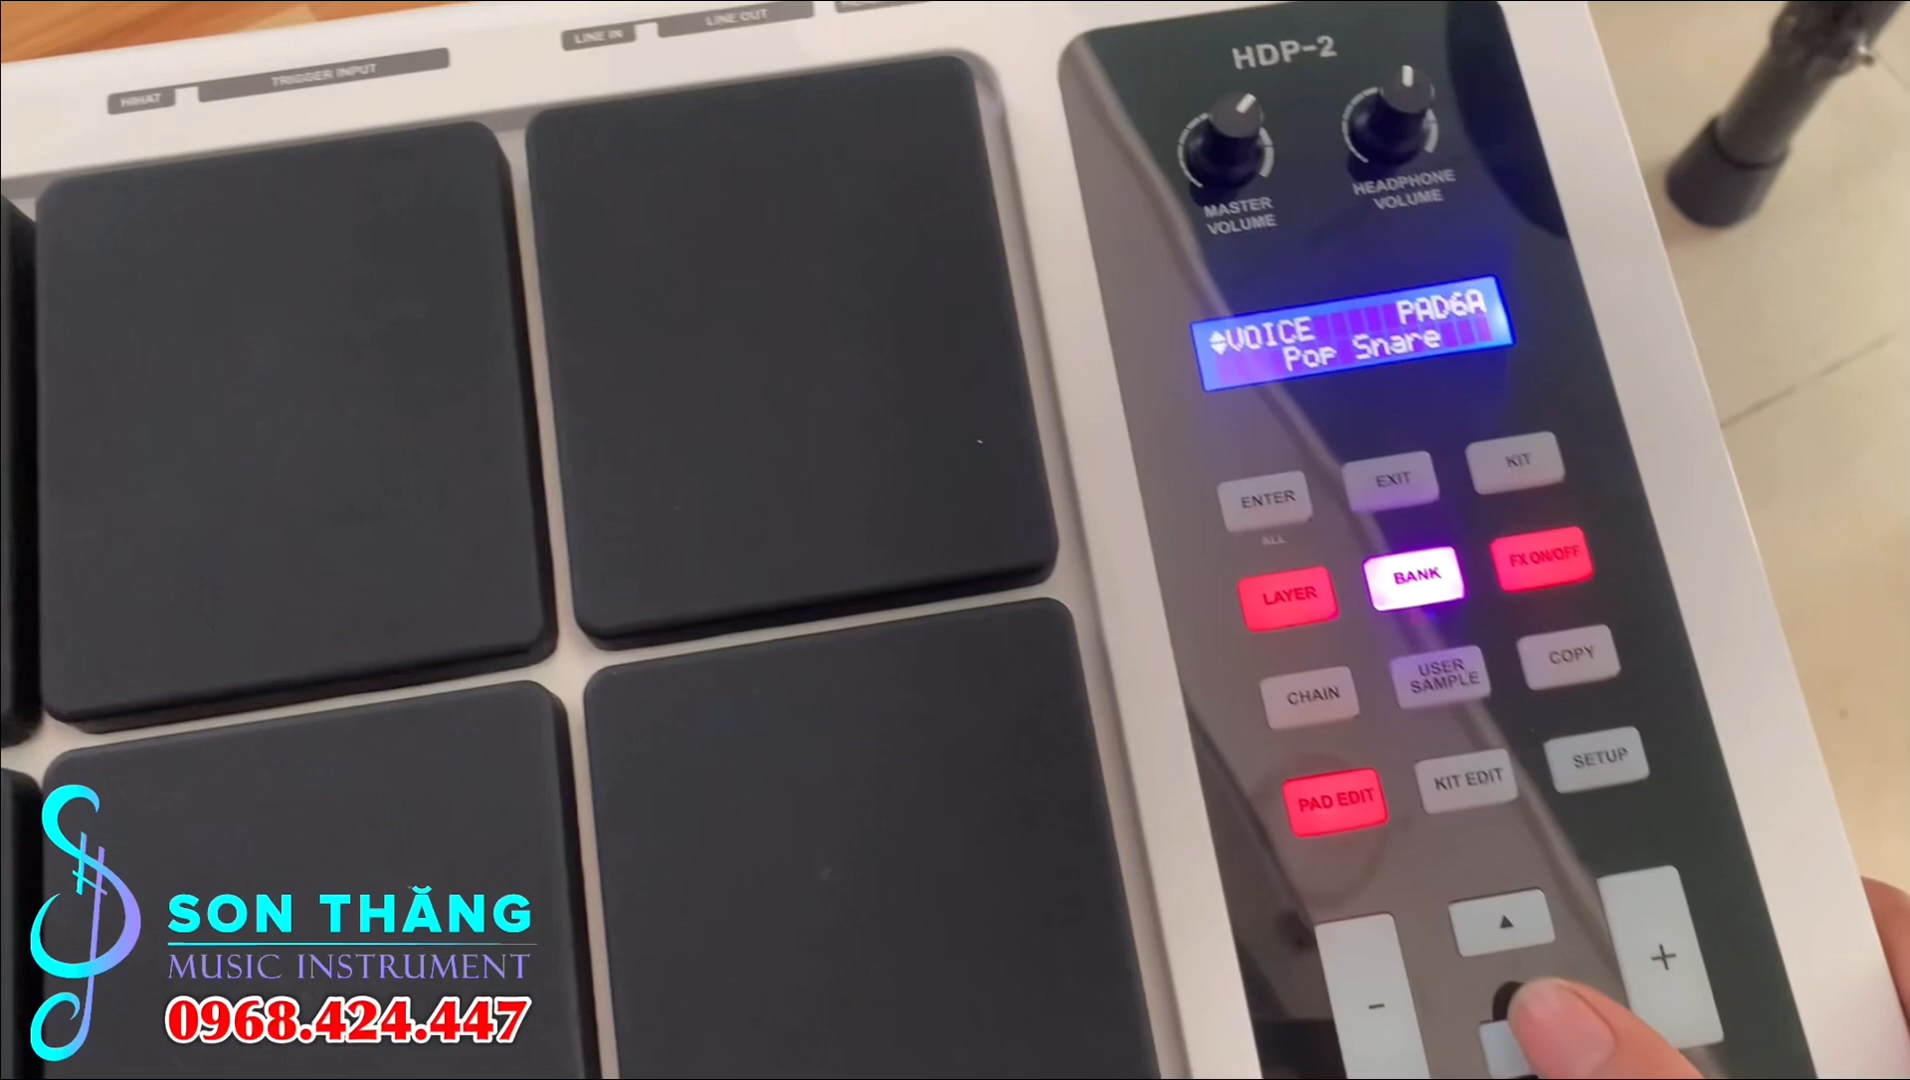 HIHAT
TRIGGER INPUT
LINE IN
LINE OUT
HDP-2
MASTER
VOLUME
HEADPHONE
VOLUME
VOICE PAD6A
Pop Snare
ENTER
EXIT
KIT
ALL
LAYER
BANK
FX ON/OFF
CHAIN
USER
SAMPLE
COPY
PAD EDIT
KIT EDIT
SETUP
-
+
SON THĂNG
MUSIC INSTRUMENT
0968.424.447